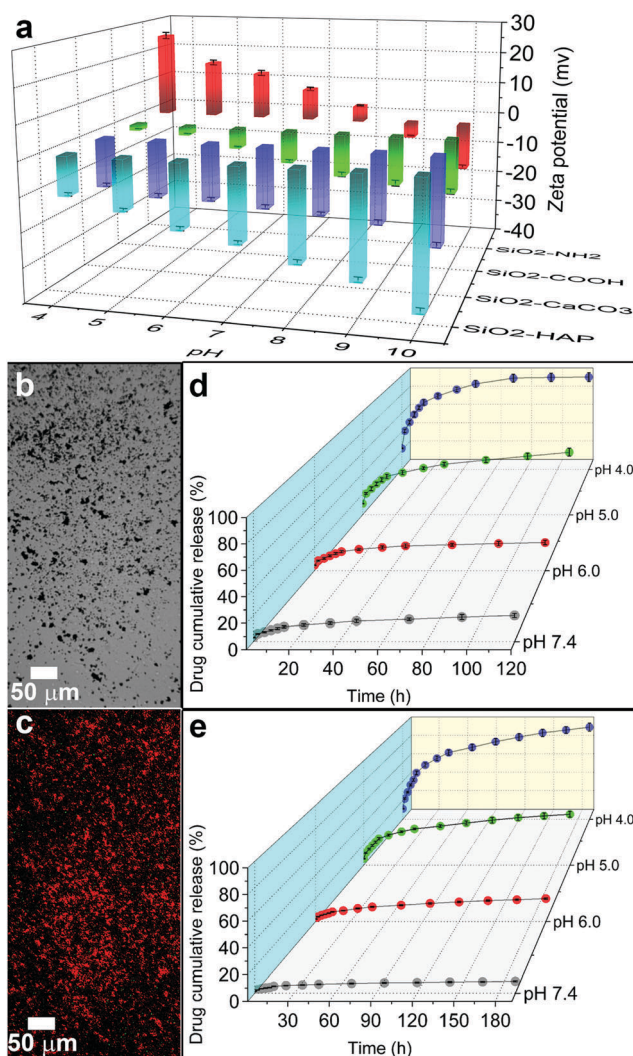 a
30
20
10
0
-10
-20
-30
-40
Zeta potential (mv)
SiO2-NH2
SiO2-COOH
SiO2-CaCO3
SiO2-HAP
4
5
6
7
8
9
10
pH
b
50 μm
c
50 μm
d
Drug cumulative release (%)
100
80
60
40
20
0
20
40
60
80
100
120
Time (h)
pH 4.0
pH 5.0
pH 6.0
pH 7.4
e
Drug cumulative release (%)
100
80
60
40
20
0
30
60
90
120
150
180
Time (h)
pH 4.0
pH 5.0
pH 6.0
pH 7.4